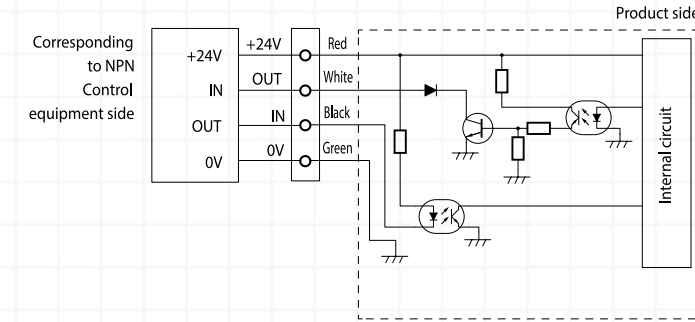 Product side
Corresponding
to NPN
Control
equipment side
+24V
IN
OUT
0V
+24V
OUT
IN
0V
Red
White
Black
Green
Internal circuit